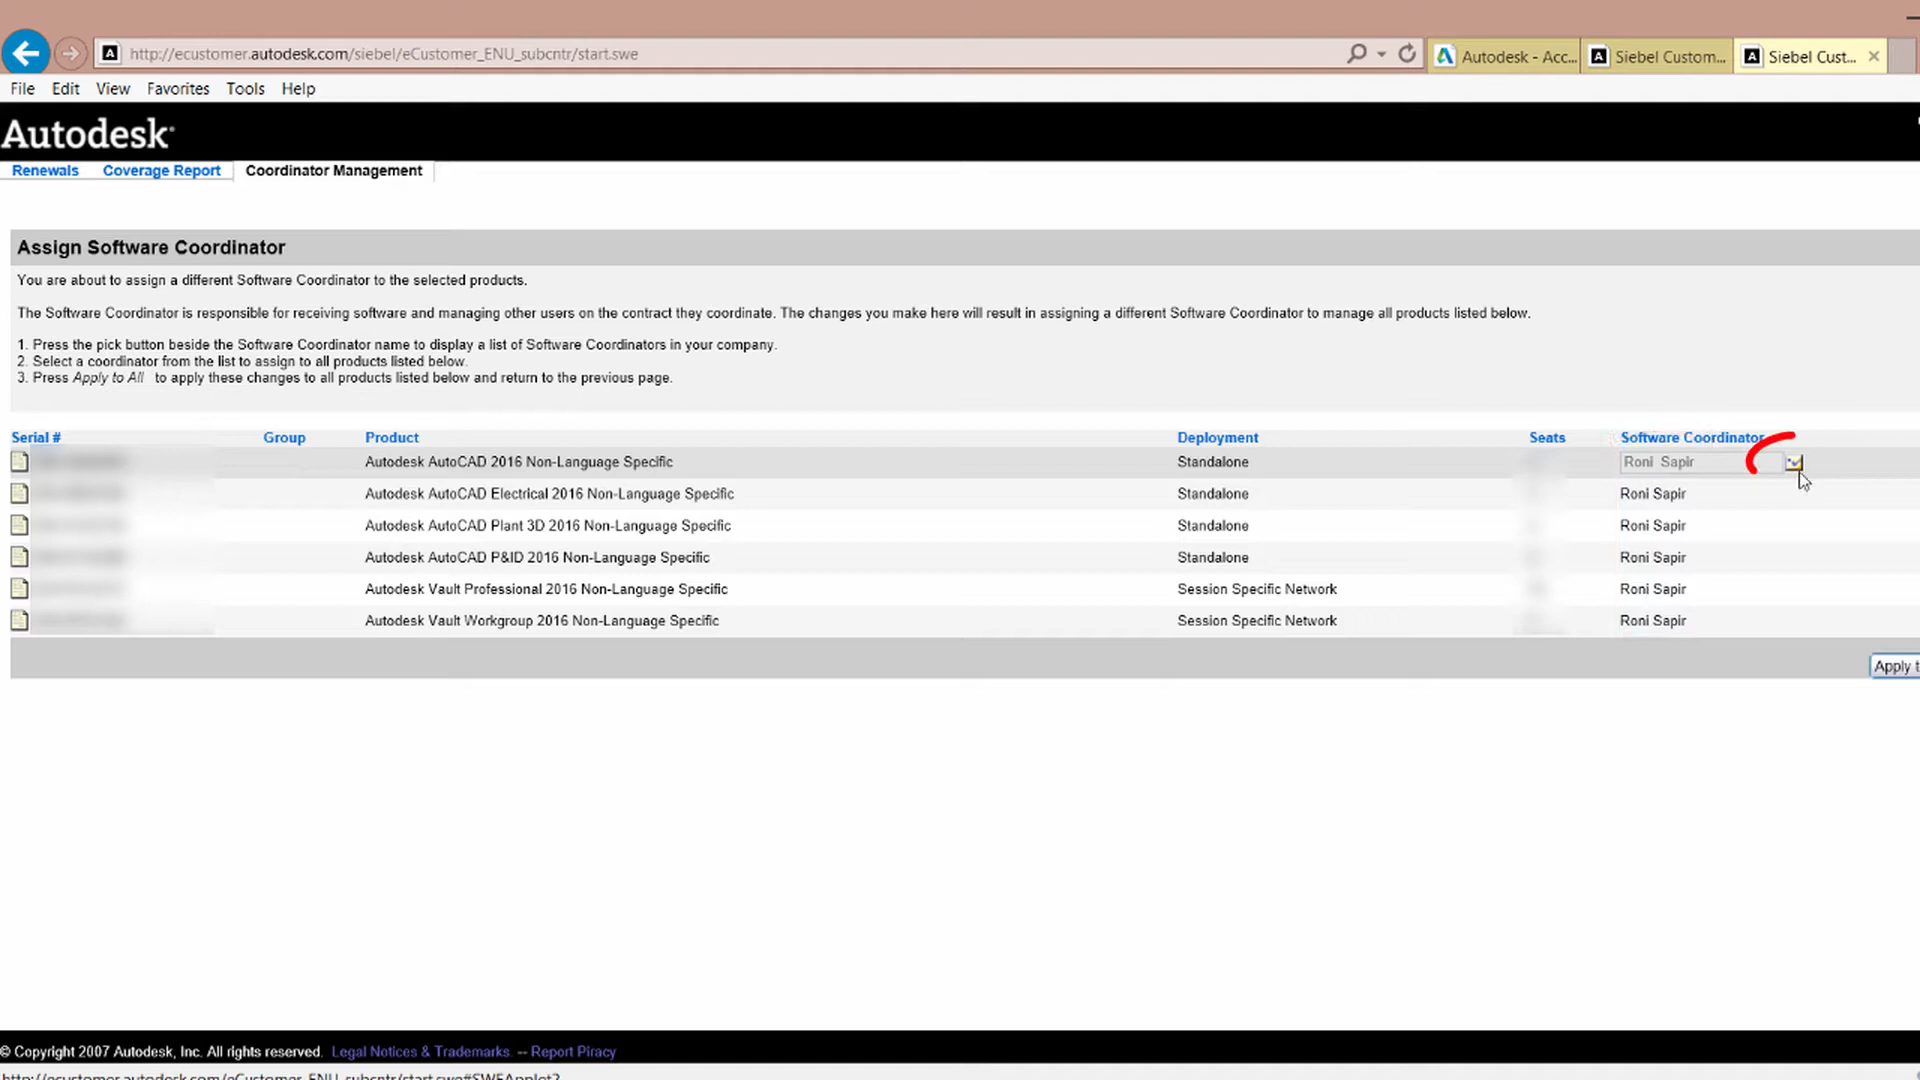 http://ecustomer.autodesk.com/siebel/eCustomer_ENU_subcntr/start.swe
Autodesk - Acc...
Siebel Custom...
Siebel Cust...
File Edit View Favorites Tools Help
Autodesk
Renewals Coverage Report Coordinator Management
Assign Software Coordinator
You are about to assign a different Software Coordinator to the selected products.
The Software Coordinator is responsible for receiving software and managing other users on the contract they coordinate. The changes you make here will result in assigning a different Software Coordinator to manage all products listed below.
1. Press the pick button beside the Software Coordinator name to display a list of Software Coordinators in your company.
2. Select a coordinator from the list to assign to all products listed below.
3. Press Apply to All to apply these changes to all products listed below and return to the previous page.
Serial # Group Product Deployment Seats Software Coordinator
Autodesk AutoCAD 2016 Non-Language Specific Standalone Roni Sapir
Autodesk AutoCAD Electrical 2016 Non-Language Specific Standalone Roni Sapir
Autodesk AutoCAD Plant 3D 2016 Non-Language Specific Standalone Roni Sapir
Autodesk AutoCAD P&ID 2016 Non-Language Specific Standalone Roni Sapir
Autodesk Vault Professional 2016 Non-Language Specific Session Specific Network Roni Sapir
Autodesk Vault Workgroup 2016 Non-Language Specific Session Specific Network Roni Sapir
Apply t
© Copyright 2007 Autodesk, Inc. All rights reserved. Legal Notices & Trademarks. -- Report Piracy
http://ecustomer.autodesk.com/eCustomer_ENU_subcntr/start.swe#SWEApplet2